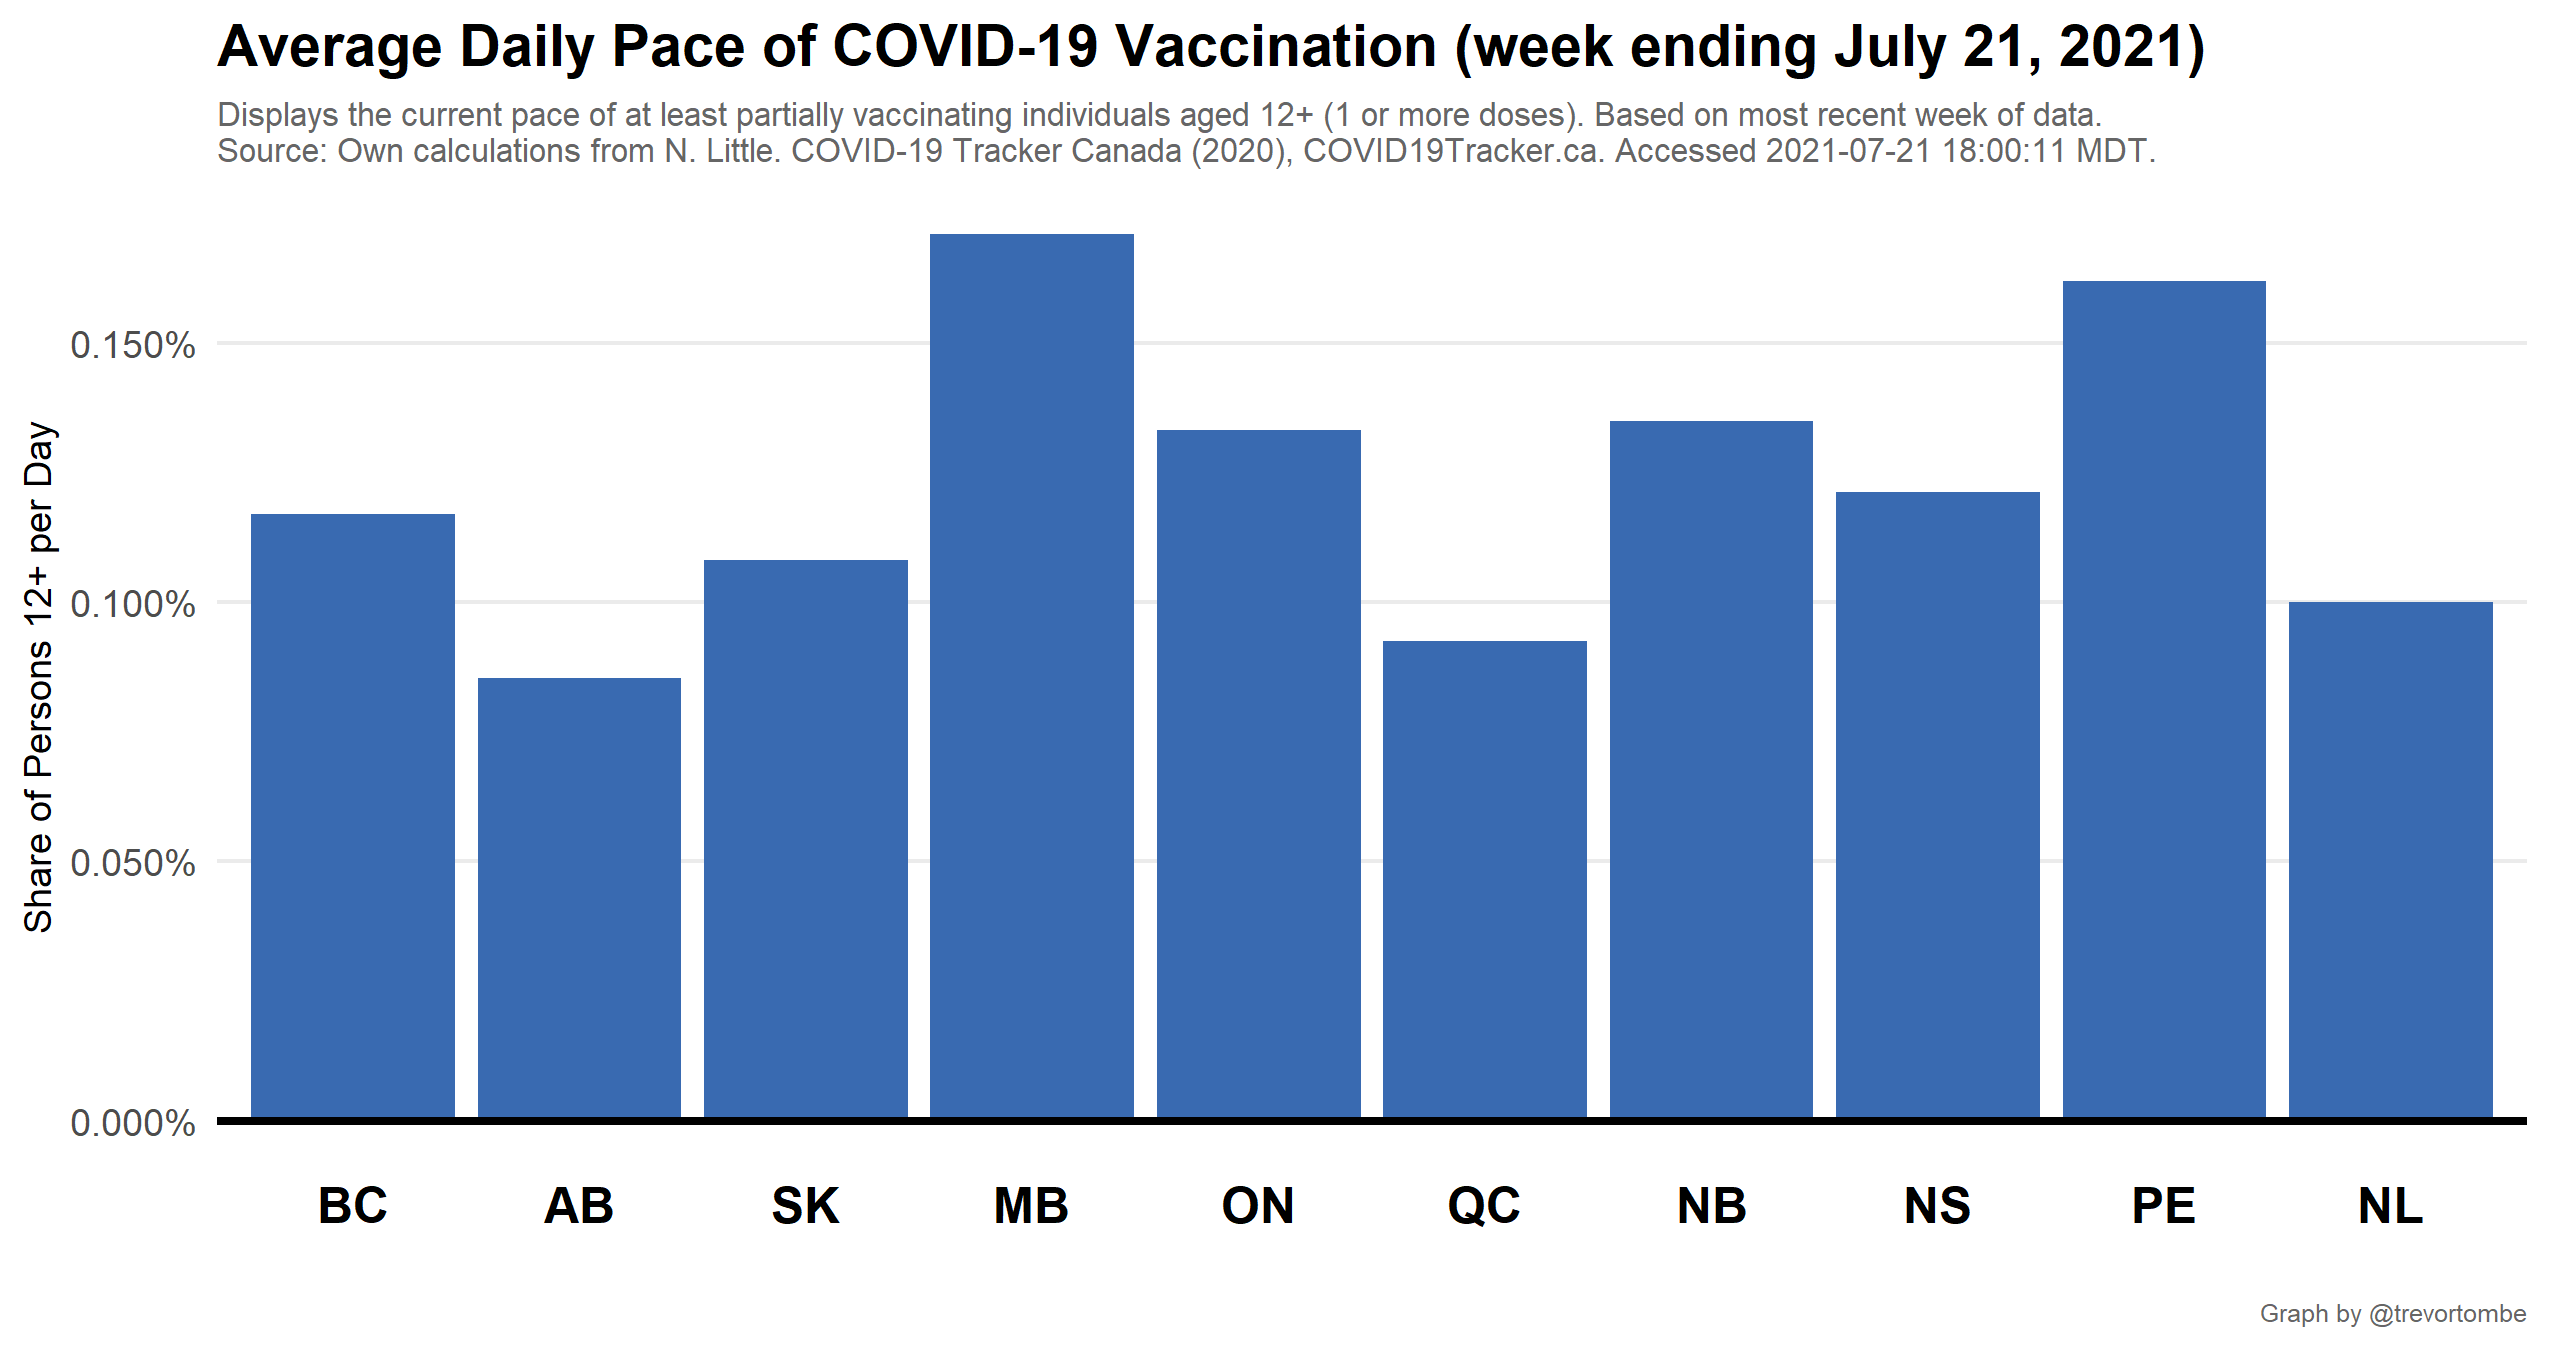 Average Daily Pace of COVID-19 Vaccination (week ending July 21, 2021)
Displays the current pace of at least partially vaccinating individuals aged 12+ (1 or more doses). Based on most recent week of data.
Source: Own calculations from N. Little. COVID-19 Tracker Canada (2020), COVID19Tracker.ca. Accessed 2021-07-21 18:00:11 MDT.
Share of Persons 12+ per Day
0.150%
0.100%
0.050%
0.000%
BC AB SK MB ON QC NB NS PE NL
Graph by @trevortombe